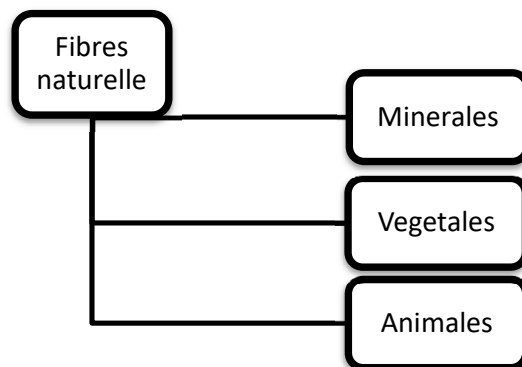 Fibres
naturelle
Minerales
Vegetales
Animales